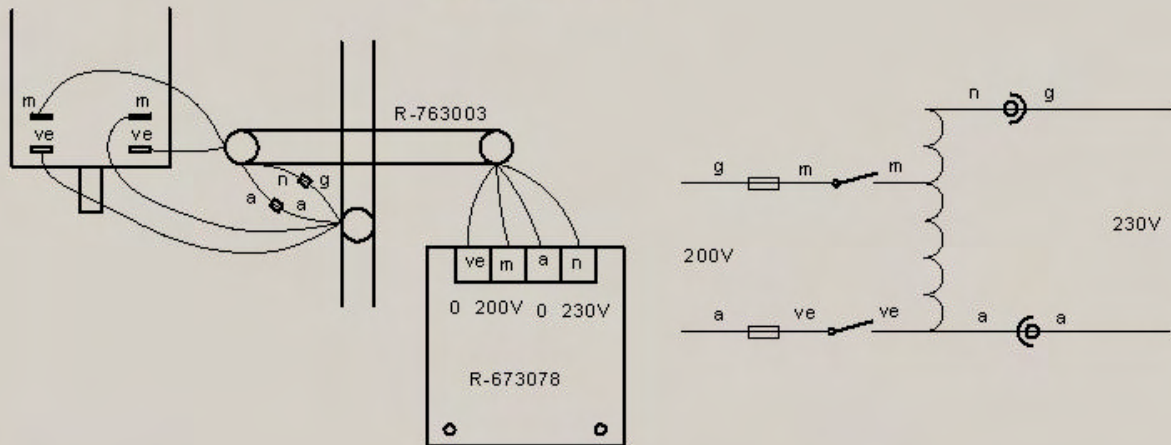 m m
ve ve
R-763003
n g
a a
ve m a n
0 200V 0 230V
R-673078
n g
g m m
200V 230V
a ve ve a a